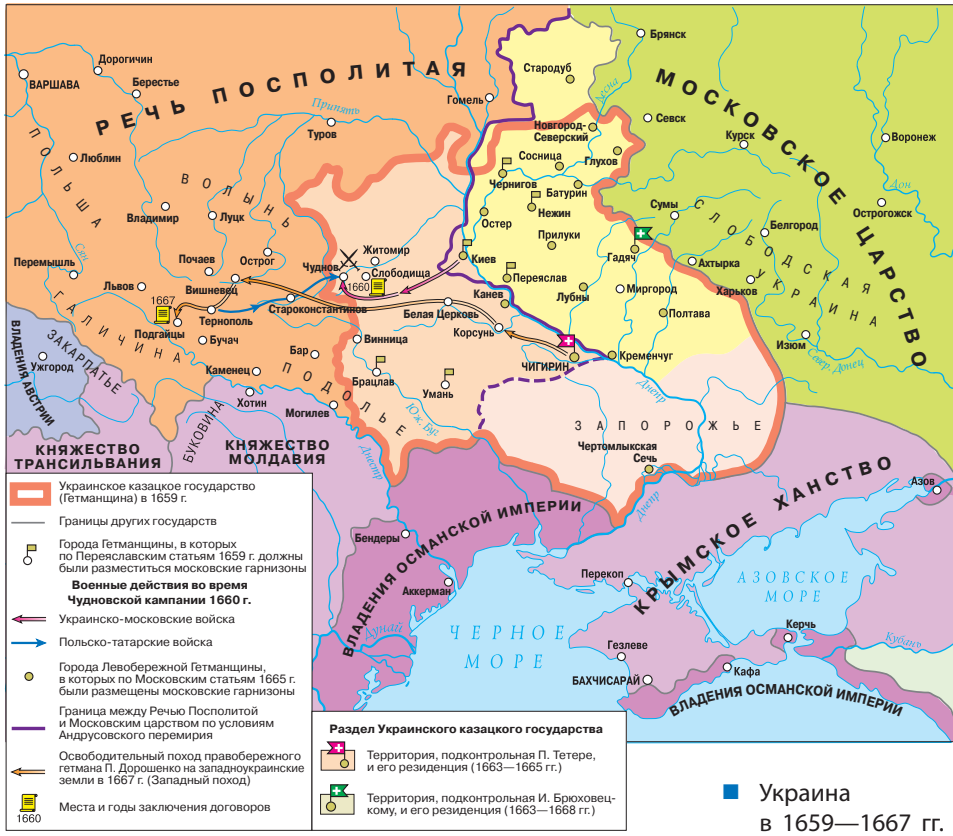 Брянск
Дорогичин
ВАРШАВА
Берестье
РЕЧЬ ПОСПОЛИТАЯ
Стародуб
Десна
Гомель
МОСКОВСКОЕ ЦАРСТВО
Припять
Туров
Новгород-
Северский
Севск
Курск
Воронеж
Сосница
Глухов
ПОЛЬША
Люблин
ВОЛЫНЬ
Чернигов
Батурин
Дон
Владимир
Луцк
Нежин
Остер
Сумы
Острогожск
СЛОБОДСКАЯ УКРАИНА
Белгород
Сян
Прилуки
Гадяч
Перемышль
Почаев
Острог
Житомир
Чуднов
Слободища
1660
Киев
Ахтырка
Харьков
Львов
Вишневец
Переяслав
Лубны
Миргород
1667
Староконстантинов
Канев
Белая Церковь
Полтава
ГАЛИЧИНА
Подгайцы
Тернополь
Корсунь
Изюм
Север. Донец
ВЛАДЕНИЯ АВСТРИИ
ЗАКАРПАТЬЕ
Ужгород
Бучач
Бар
Винница
Кременчуг
ЧИГИРИН
Каменец
ПОДОЛЬЕ
Брацлав
Умань
Днепр
Хотин
Могилев
Юж. Буг
ЗАПОРОЖЬЕ
БУКОВИНА
КНЯЖЕСТВО
ТРАНСИЛЬВАНИЯ
КНЯЖЕСТВО
МОЛДАВИЯ
Днестр
Чертомлыкская
Сечь
Днепр
Азов
КРЫМСКОЕ ХАНСТВО
ВЛАДЕНИЯ ОСМАНСКОЙ ИМПЕРИИ
Бендеры
Аккерман
Перекоп
АЗОВСКОЕ
МОРЕ
Дунай
ЧЕРНОЕ
МОРЕ
Гезлеве
Керчь
Кубань
БАХЧИСАРАЙ
Кафа
ВЛАДЕНИЯ ОСМАНСКОЙ ИМПЕРИИ
Украинское казацкое государство
(Гетманщина) в 1659 г.
Границы других государств
Города Гетманщины, в которых
по Переяславским статьям 1659 г. должны
были разместиться московские гарнизоны
Военные действия во время
Чудновской кампании 1660 г.
Украинско-московские войска
Польско-татарские войска
Города Левобережной Гетманщины,
в которых по Московским статьям 1665 г.
были размещены московские гарнизоны
Граница между Речью Посполитой
и Московским царством по условиям
Андрусовского перемирия
Освободительный поход правобережного
гетмана П. Дорошенко на западноукраинские
земли в 1667 г. (Западный поход)
1660
Места и годы заключения договоров
Раздел Украинского казацкого государства
Территория, подконтрольная П. Тетере,
и его резиденция (1663—1665 гг.)
Территория, подконтрольная И. Брюховец-
кому, и его резиденция (1663—1668 гг.)
Украина
в 1659—1667 гг.